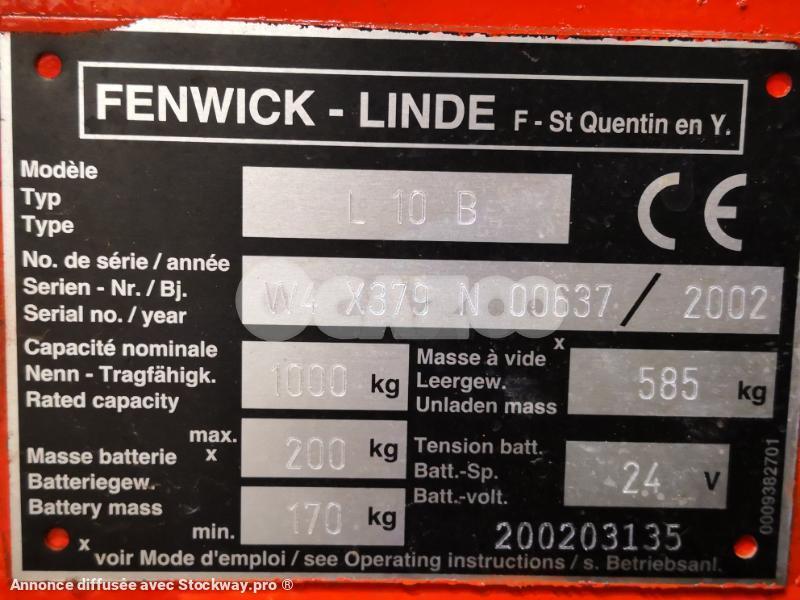 FENWICK - LINDE F - St Quentin en Y.
Modèle
Typ
Type
L 10 B
CE
No. de série / année
Serien - Nr. / Bj.
Serial no. / year
W4 X379 N 00637 / 2002
Capacité nominale
Nenn - Tragfähigk.
Rated capacity
1000 kg
x
Masse à vide
Leergew.
Unladen mass
585 kg
Masse batterie
Batteriegew.
Battery mass
max.
x
200 kg
min.
170 kg
Tension batt.
Batt.-Sp.
Batt.-volt.
24 V
0009382701
200203135
x
voir Mode d'emploi / see Operating instructions / s. Betriebsanl.
Annonce diffusée avec Stockway.pro ®